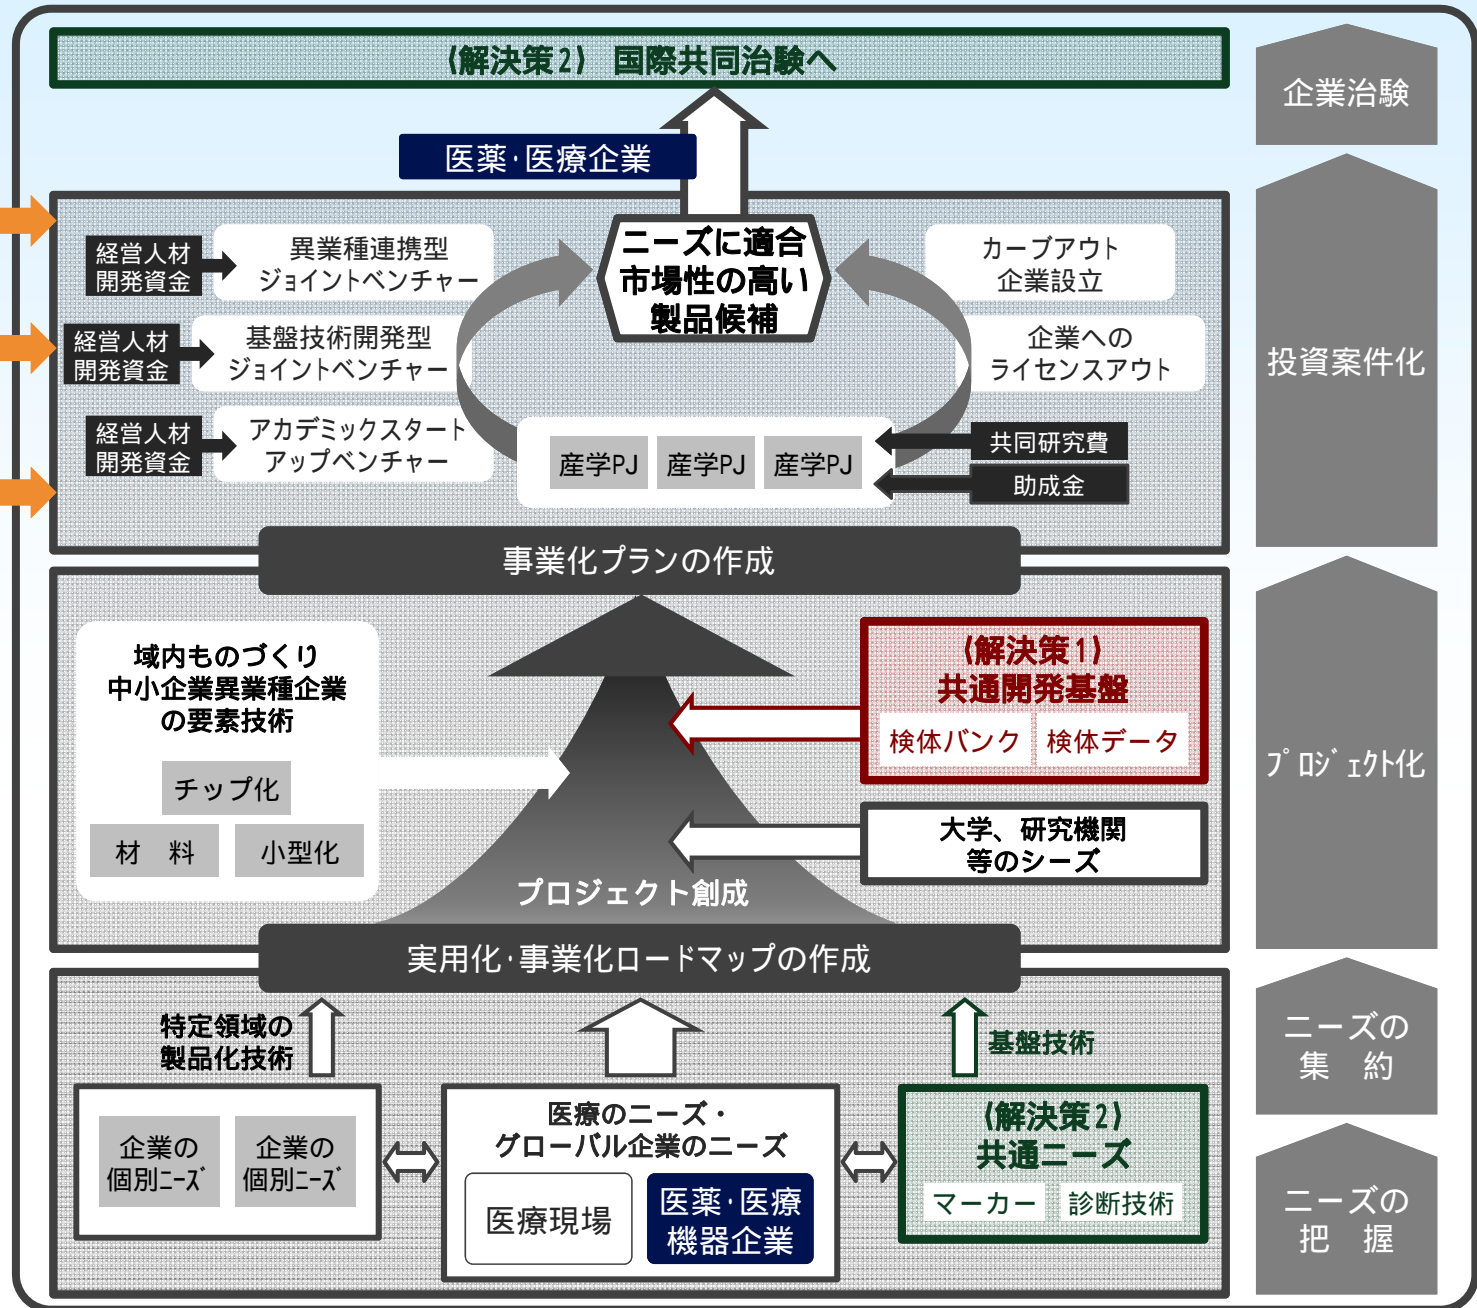 (解決策2) 国際共同治験へ
企業治験
医薬・医療企業
経営人材
開発資金
異業種連携型
ジョイントベンチャー
ニーズに適合
市場性の高い
製品候補
カーブアウト
企業設立
経営人材
開発資金
基盤技術開発型
ジョイントベンチャー
企業への
ライセンスアウト
投資案件化
経営人材
開発資金
アカデミックスタート
アップベンチャー
産学PJ
産学PJ
産学PJ
共同研究費
助成金
事業化プランの作成
域内ものづくり
中小企業異業種企業
の要素技術
チップ化
材 料
小型化
(解決策1)
共通開発基盤
検体バンク
検体データ
プロジェクト化
大学、研究機関
等のシーズ
プロジェクト創成
実用化・事業化ロードマップの作成
特定領域の
製品化技術
基盤技術
ニーズの
集 約
企業の
個別ニーズ
企業の
個別ニーズ
医療のニーズ・
グローバル企業のニーズ
医療現場
医薬・医療
機器企業
(解決策2)
共通ニーズ
マーカー
診断技術
ニーズの
把 握